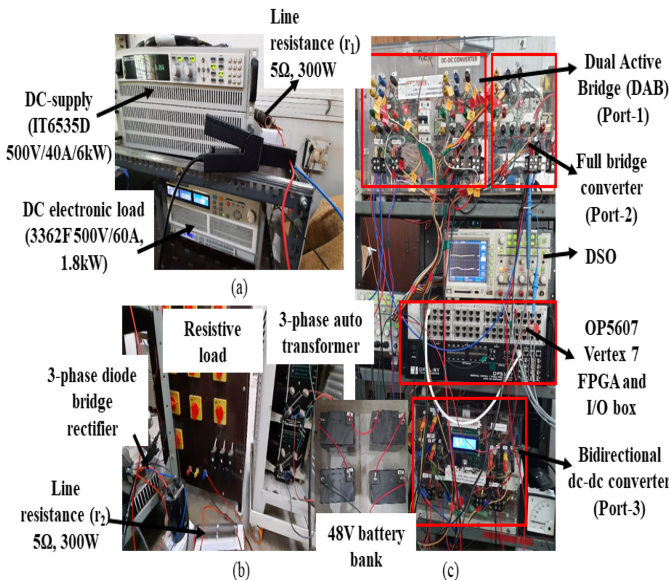 Line
resistance (r₁)
5Ω, 300W
DC-supply
(IT6535D
500V/40A/6kW)
DC electronic load
(3362F 500V/60A,
1.8kW)
(a)
DC-DC CONVERTER
Dual Active
Bridge (DAB)
(Port-1)
Full bridge
converter
(Port-2)
DSO
OP5607
Vertex 7
FPGA and
I/O box
Bidirectional
dc-dc converter
(Port-3)
(c)
Resistive
load
3-phase auto
transformer
3-phase diode
bridge
rectifier
Line
resistance (r₂)
5Ω, 300W
48V battery
bank
(b)